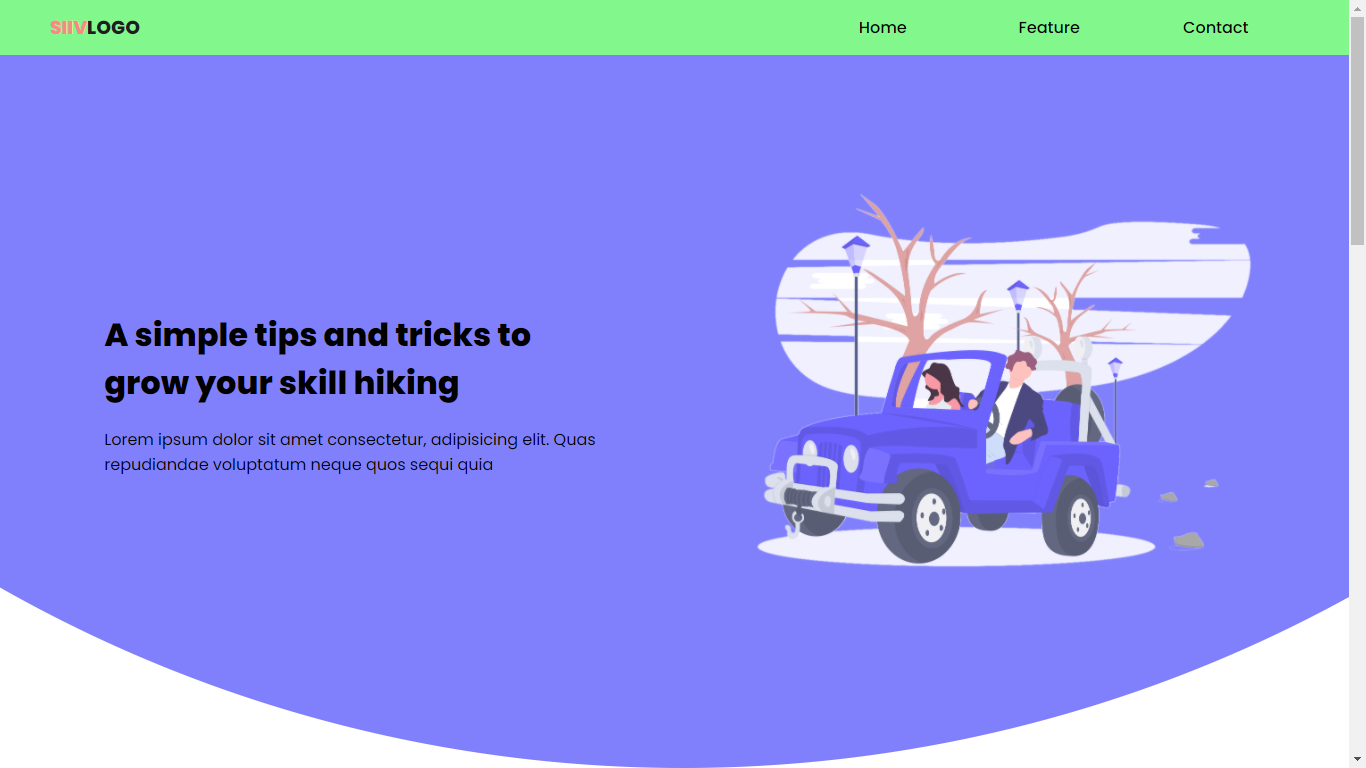 SIIVLOGO
Home Feature Contact
A simple tips and tricks to
grow your skill hiking
Lorem ipsum dolor sit amet consectetur, adipisicing elit. Quas
repudiandae voluptatum neque quos sequi quia